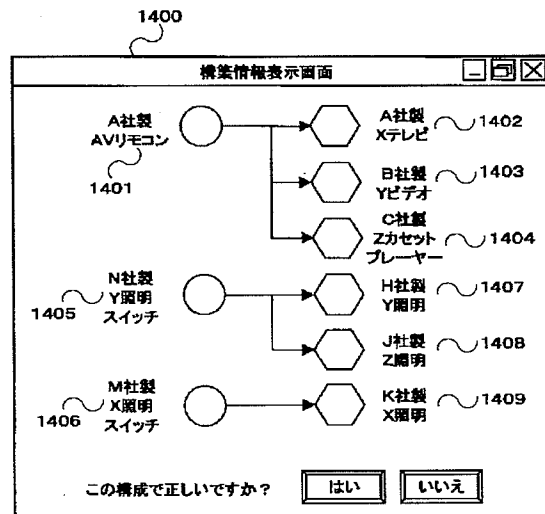 1400
構築情報表示画面
A社製
AVリモコン
1401
A社製
Xテレビ
1402
B社製
Yビデオ
1403
C社製
Zカセット
プレーヤー
1404
N社製
Y照明
スイッチ
1405
H社製
Y照明
1407
J社製
Z照明
1408
M社製
X照明
スイッチ
1406
K社製
X照明
1409
この構成で正しいですか？
はい
いいえ